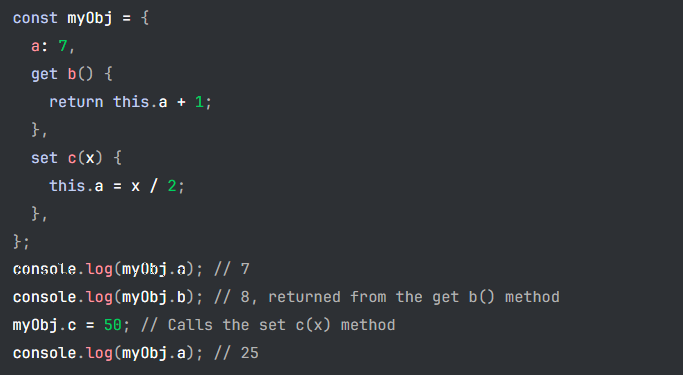 const myObj = {
  a: 7,
  get b() {
    return this.a + 1;
  },
  set c(x) {
    this.a = x / 2;
  },
};
console.log(myObj.a); // 7
console.log(myObj.b); // 8, returned from the get b() method
myObj.c = 50; // Calls the set c(x) method
console.log(myObj.a); // 25